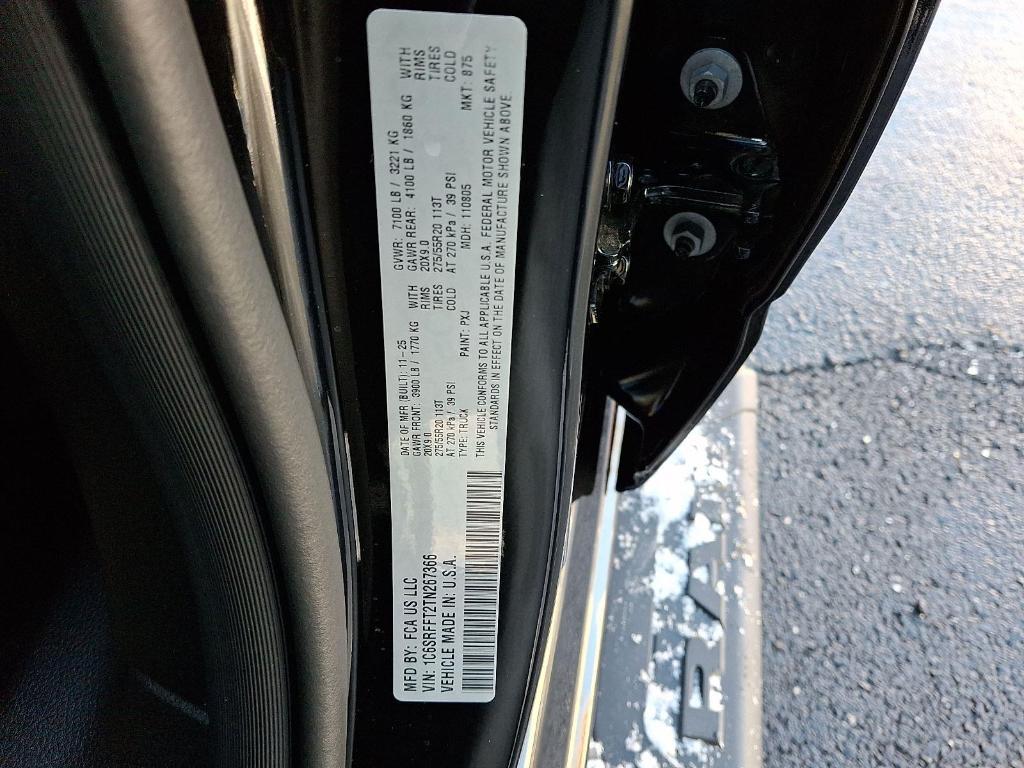 MFD BY: FCA US LLC
VIN: 1C6SRFFT2TN267366
VEHICLE MADE IN: U.S.A.
DATE OF MFR (BUILT): 11-25 GVWR: 7100 LB / 3221 KG
GAWR FRONT: 3900 LB / 1770 KG WITH GAWR REAR: 4100 LB / 1860 KG WITH
20X9.0 RIMS 20X9.0 RIMS
275/55R20 113T TIRES 275/55R20 113T TIRES
AT 270 kPa / 39 PSI COLD AT 270 kPa / 39 PSI COLD
TYPE: TRUCK PAINT: PXJ MDH: 110805 MKT: 875
THIS VEHICLE CONFORMS TO ALL APPLICABLE U.S.A. FEDERAL MOTOR VEHICLE SAFETY
STANDARDS IN EFFECT ON THE DATE OF MANUFACTURE SHOWN ABOVE.